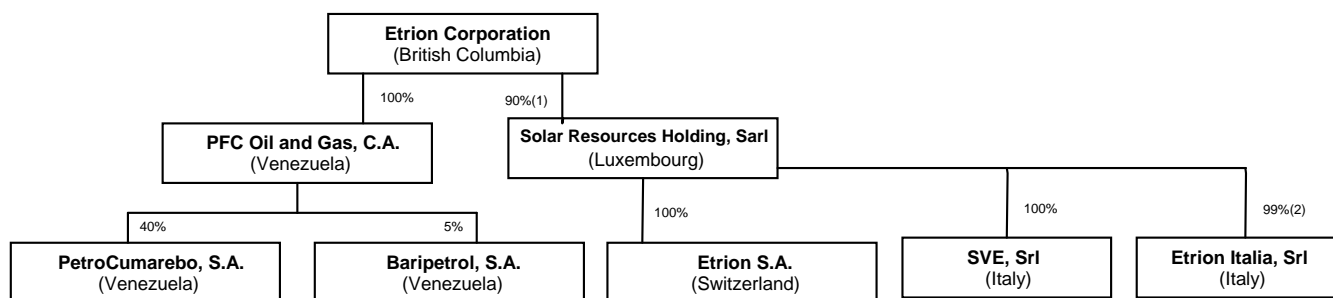 Etrion Corporation
(British Columbia)
100%
90%(1)
PFC Oil and Gas, C.A.
(Venezuela)
Solar Resources Holding, Sarl
(Luxembourg)
40%
5%
100%
100%
99%(2)
PetroCumarebo, S.A.
(Venezuela)
Baripetrol, S.A.
(Venezuela)
Etrion S.A.
(Switzerland)
SVE, Srl
(Italy)
Etrion Italia, Srl
(Italy)